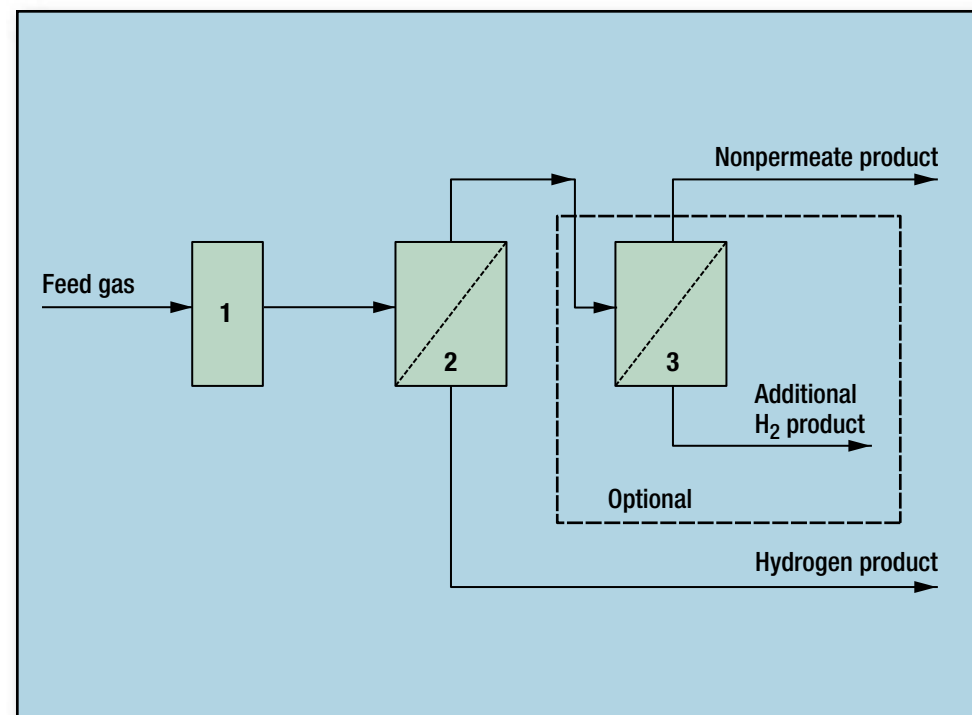 Nonpermeate product
Feed gas
1
2
3
Additional
H₂ product
Optional
Hydrogen product